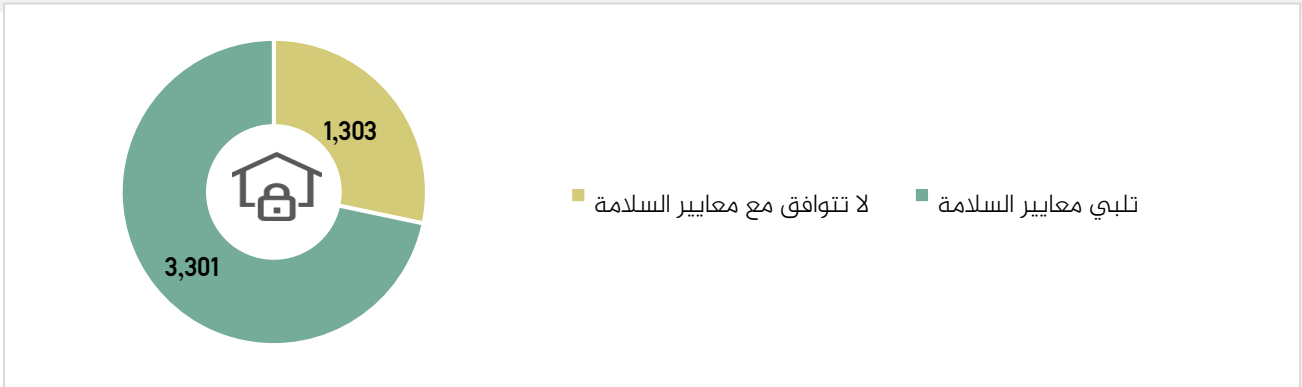 1,303
تلبي معايير السلامة
لا تتوافق مع معايير السلامة
3,301